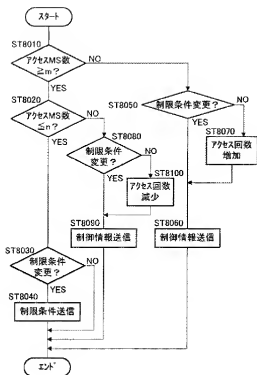 スタート
ST8010
アクセスMS数
≧m?
NO
YES
ST8020
アクセスMS数
≦n?
NO
YES
ST8050
制限条件変更?
NO
YES
ST8070
アクセス回数
増加
ST8080
制限条件
変更?
NO
YES
ST8100
アクセス回数
減少
ST8090
制御情報送信
ST8060
制御情報送信
ST8030
制限条件
変更?
NO
YES
ST8040
制限条件送信
エンド